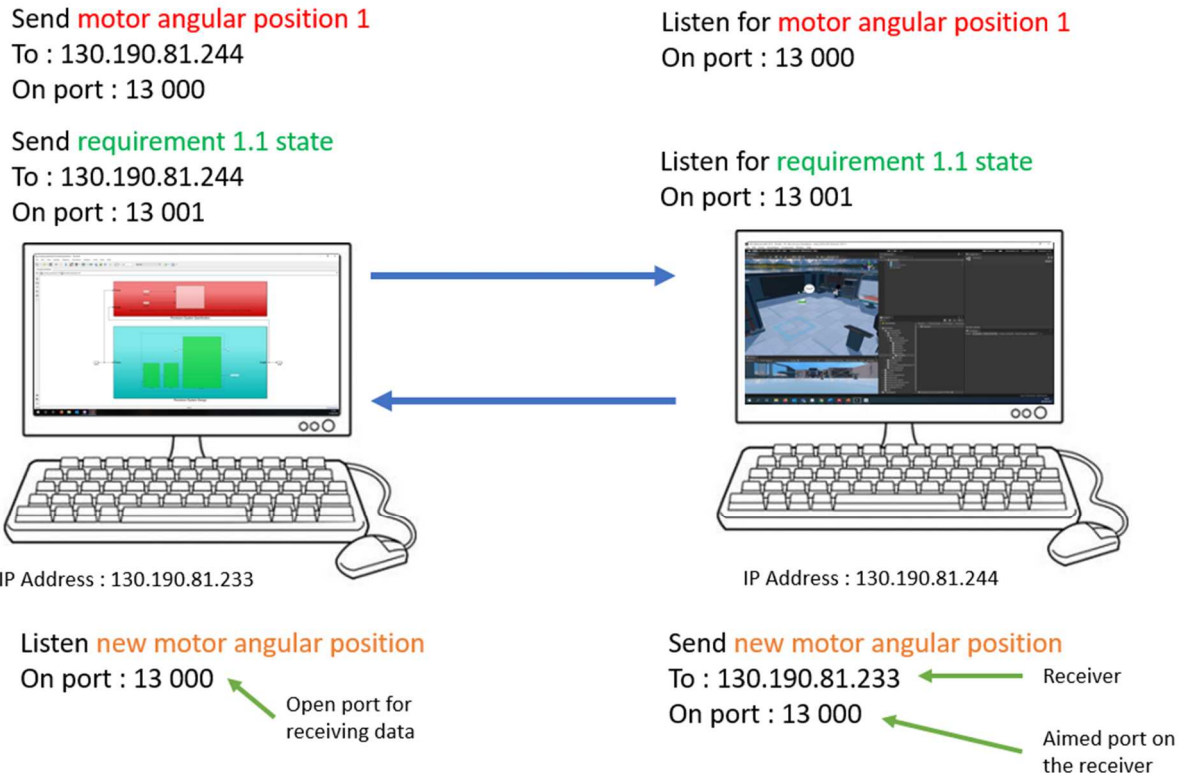 Send motor angular position 1
To : 130.190.81.244
On port : 13 000
Send requirement 1.1 state
To : 130.190.81.244
On port : 13 001
Listen for motor angular position 1
On port : 13 000
Listen for requirement 1.1 state
On port : 13 001
IP Address : 130.190.81.233
IP Address : 130.190.81.244
Listen new motor angular position
On port : 13 000
Open port for
receiving data
Send new motor angular position
To : 130.190.81.233
Receiver
On port : 13 000
Aimed port on
the receiver